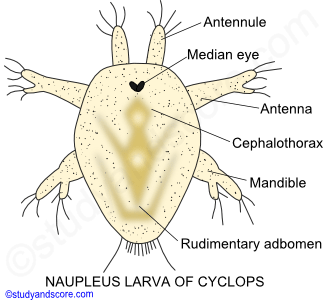 Antennule
Median eye
Antenna
Cephalothorax
Mandible
Rudimentary adbomen
NAUPLEUS LARVA OF CYCLOPS
©studyandscore.com